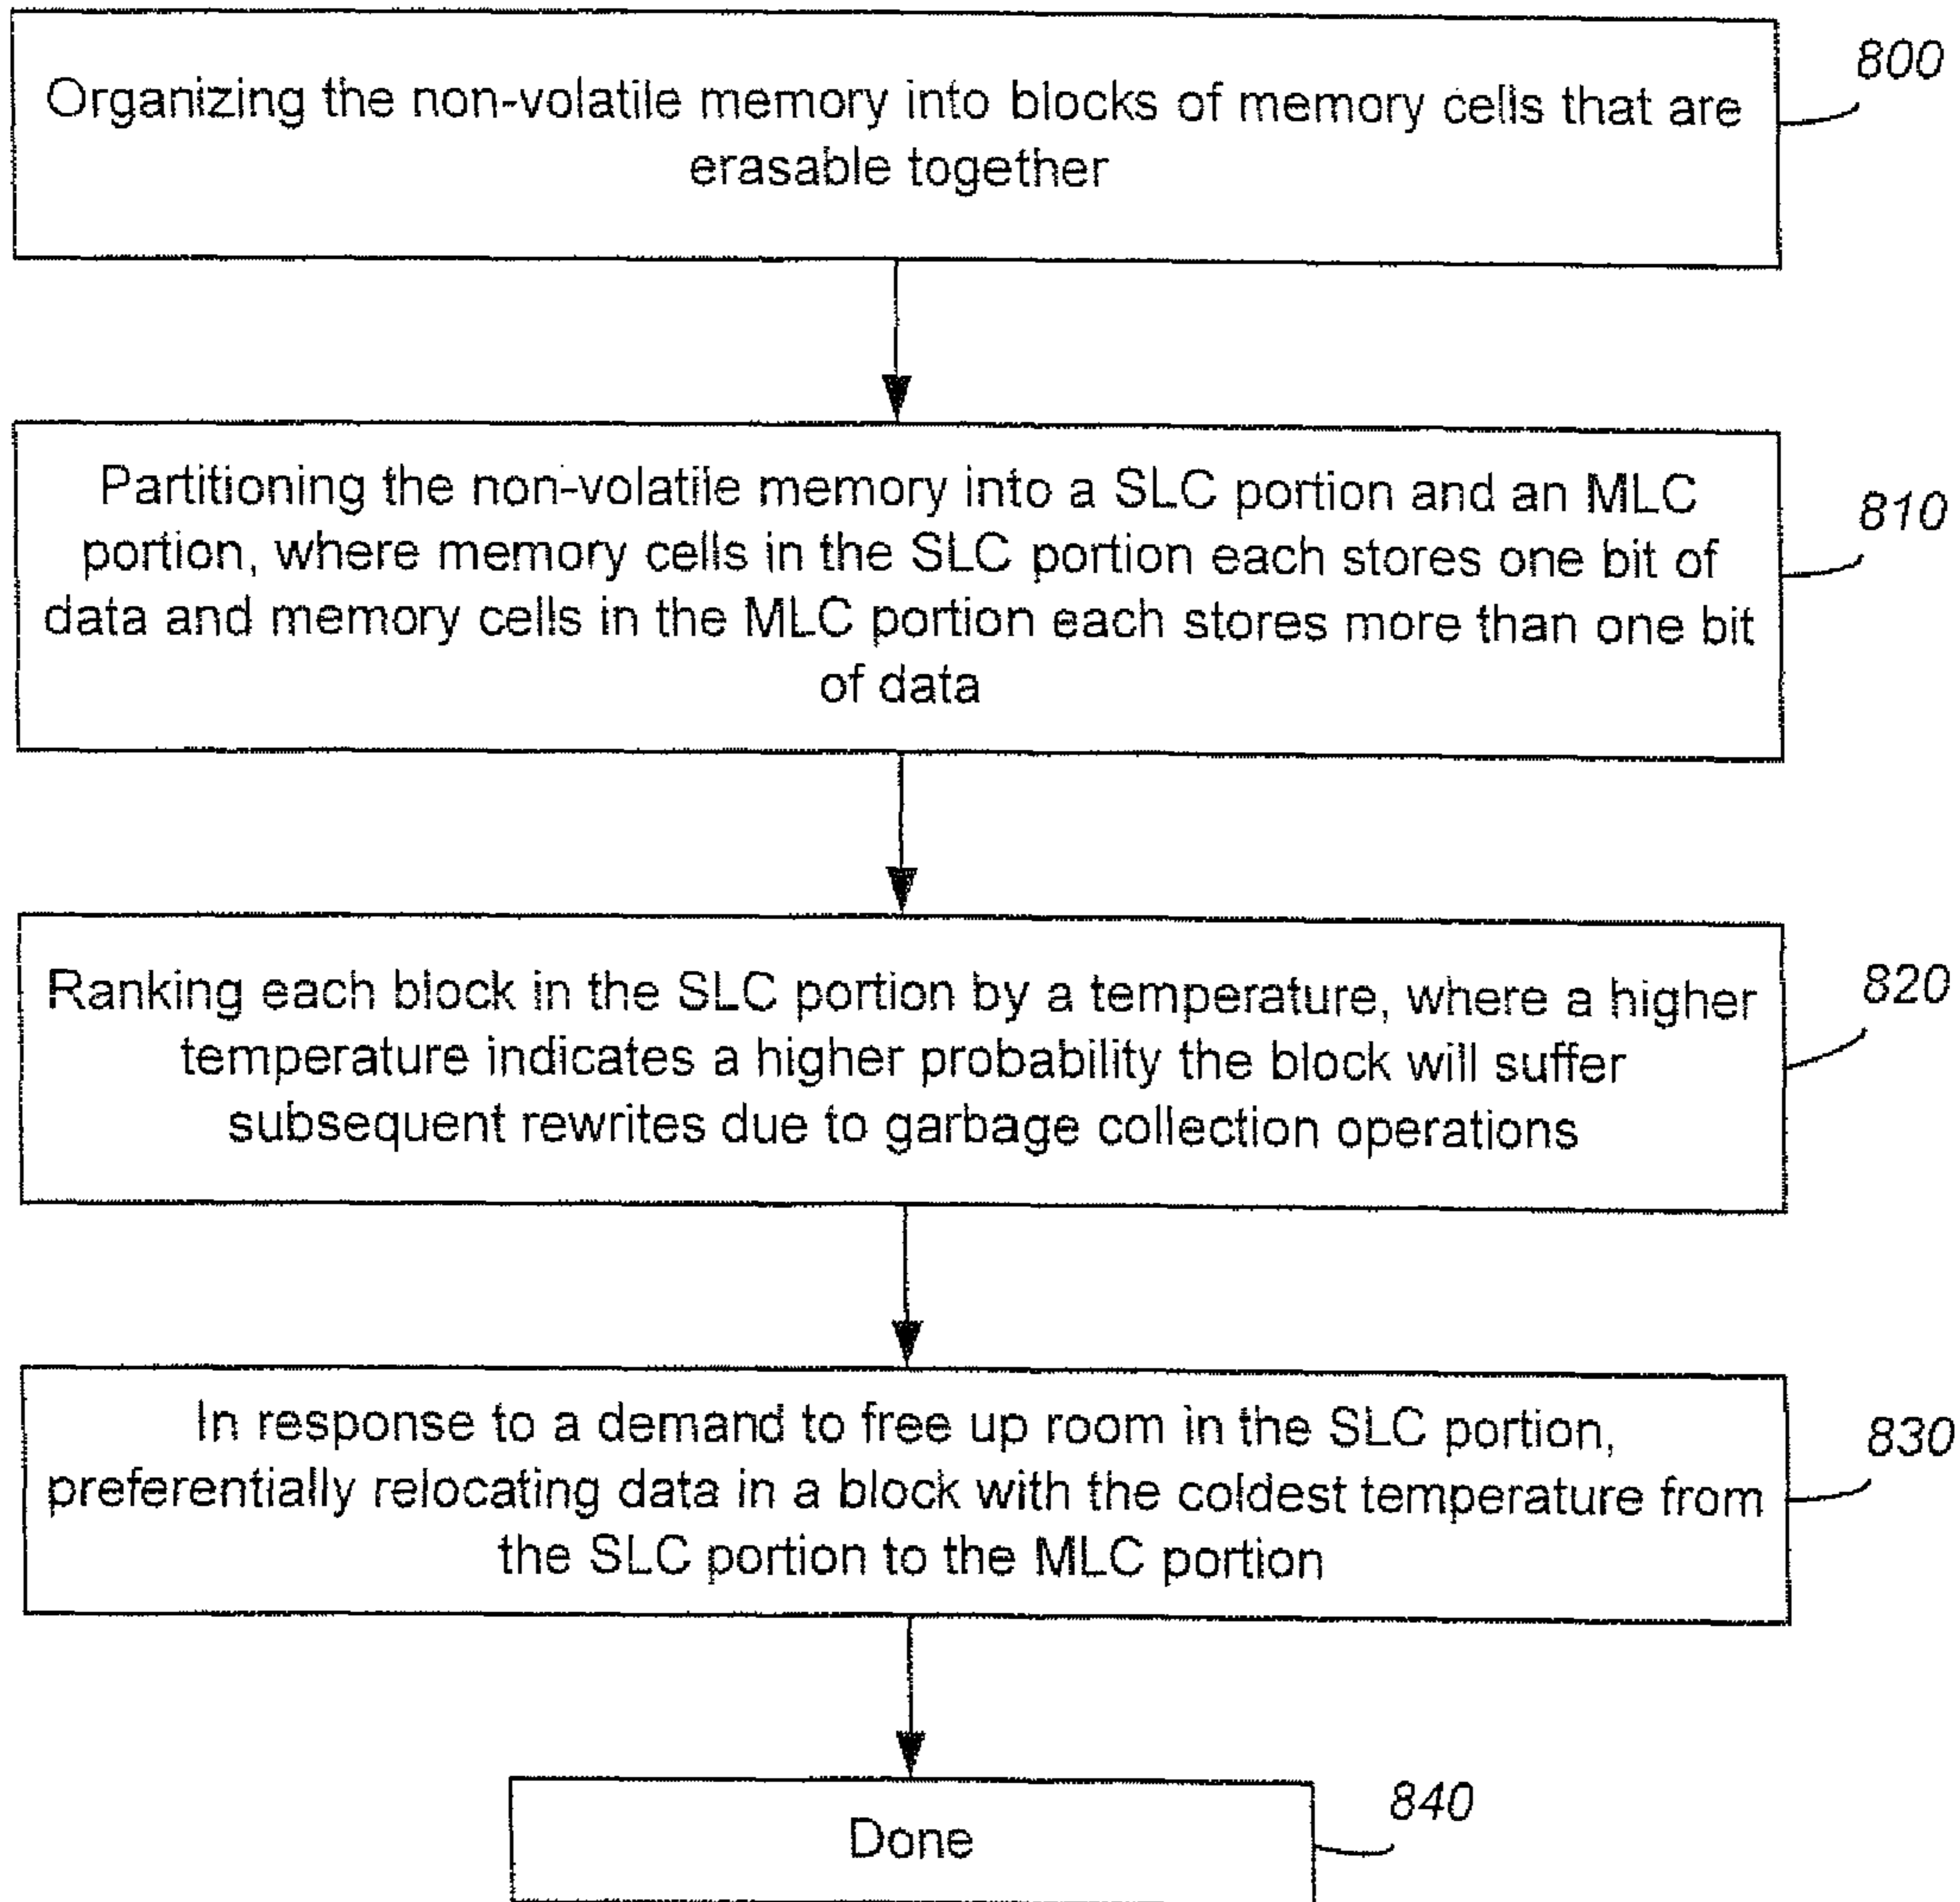 800
Organizing the non-volatile memory into blocks of memory cells that are
erasable together
810
Partitioning the non-volatile memory into a SLC portion and an MLC
portion, where memory cells in the SLC portion each stores one bit of
data and memory cells in the MLC portion each stores more than one bit
of data
820
Ranking each block in the SLC portion by a temperature, where a higher
temperature indicates a higher probability the block will suffer
subsequent rewrites due to garbage collection operations
830
In response to a demand to free up room in the SLC portion,
preferentially relocating data in a block with the coldest temperature from
the SLC portion to the MLC portion
840
Done